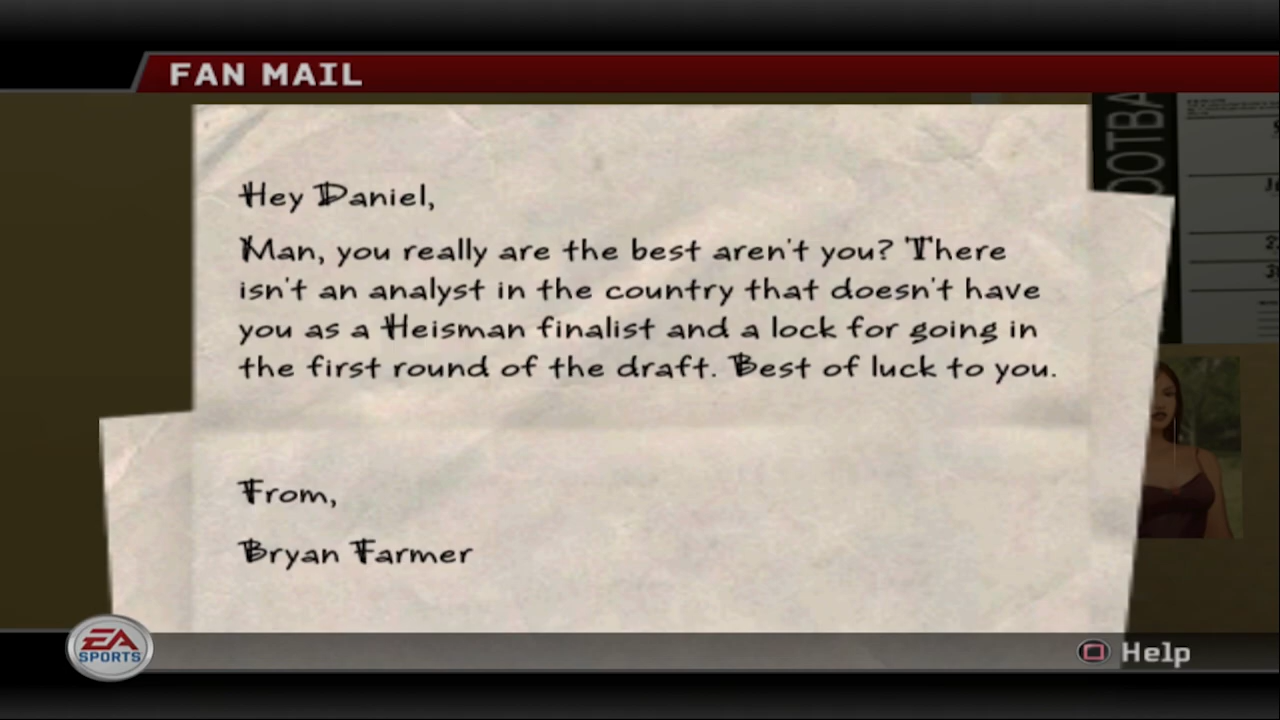 FAN MAIL
Hey Daniel,
Man, you really are the best aren't you? There
isn't an analyst in the country that doesn't have
you as a Heisman finalist and a lock for going in
the first round of the draft. Best of luck to you.
From,
Bryan Farmer
OOTBA
EA
SPORTS
Help